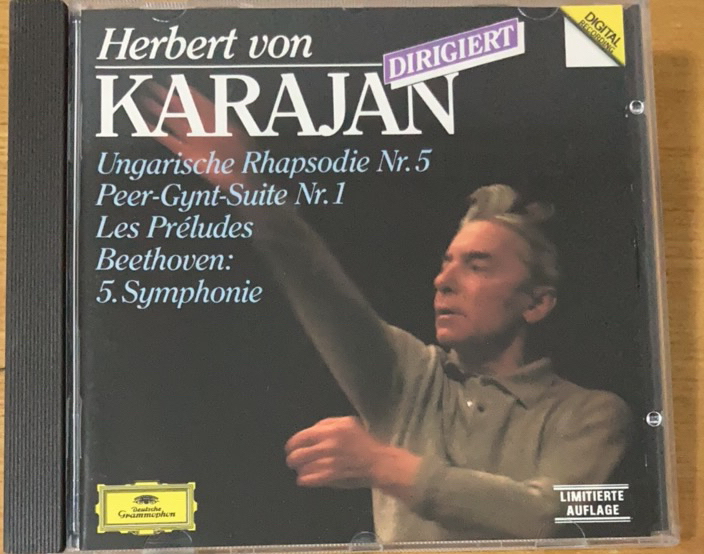 Herbert von
DIRIGIERT
KARAJAN
DIGITAL
RECORDING
Ungarische Rhapsodie Nr. 5
Peer-Gynt-Suite Nr. 1
Les Préludes
Beethoven:
5. Symphonie
Deutsche
Grammophon
LIMITIERTE
AUFLAGE